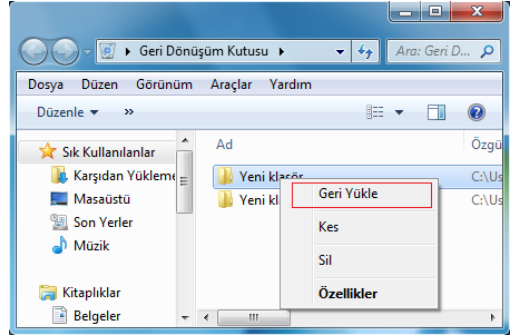 Geri Dönüşüm Kutusu
Ara: Geri D...
Dosya Düzen Görünüm Araçlar Yardım
Düzenle »
Sık Kullanılanlar
Karşıdan Yükleme
Masaüstü
Son Yerler
Müzik
Kitaplıklar
Belgeler
Ad Özgü
Yeni klasör C:\Us
Yeni kl C:\Us
Geri Yükle
Kes
Sil
Özellikler